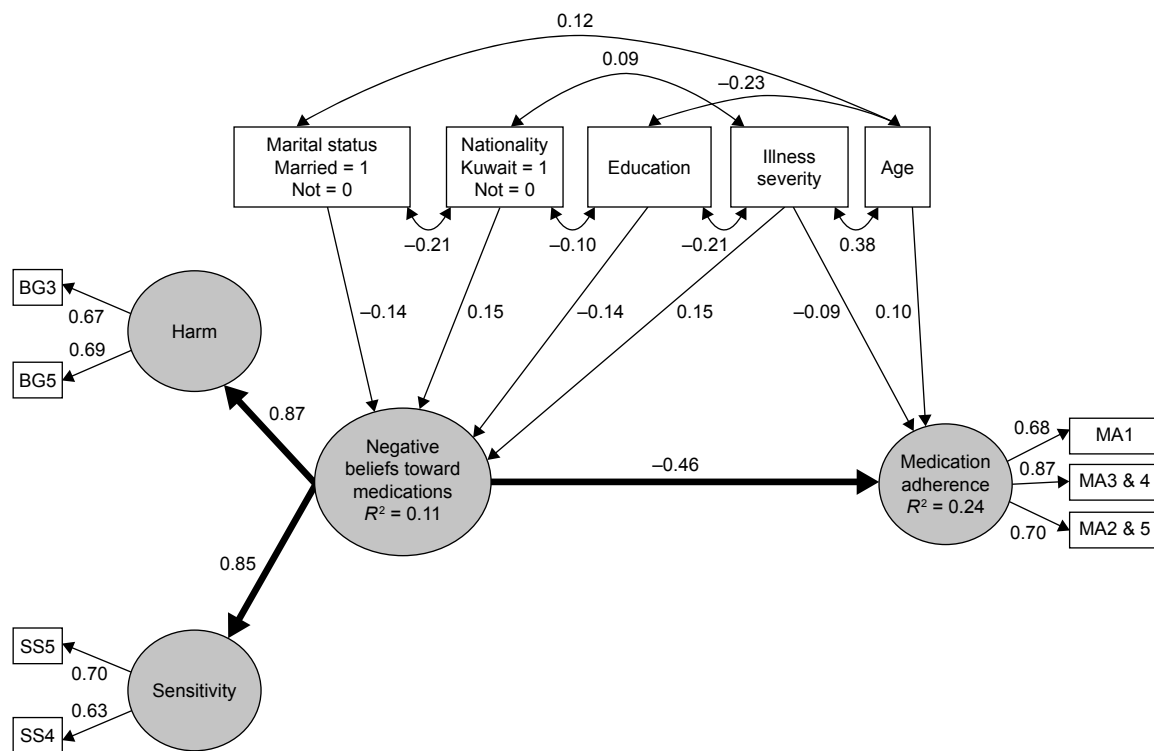 0.12
0.09
–0.23
Marital status
Married = 1
Not = 0
Nationality
Kuwait = 1
Not = 0
Education
Illness
severity
Age
–0.21
–0.10
–0.21
0.38
BG3
0.67
0.69
BG5
Harm
–0.14
0.15
–0.14
0.15
–0.09
0.10
0.87
Negative
beliefs toward
medications
R² = 0.11
–0.46
Medication
adherence
R² = 0.24
0.68
MA1
0.87
MA3 & 4
0.70
MA2 & 5
0.85
SS5
0.70
0.63
SS4
Sensitivity